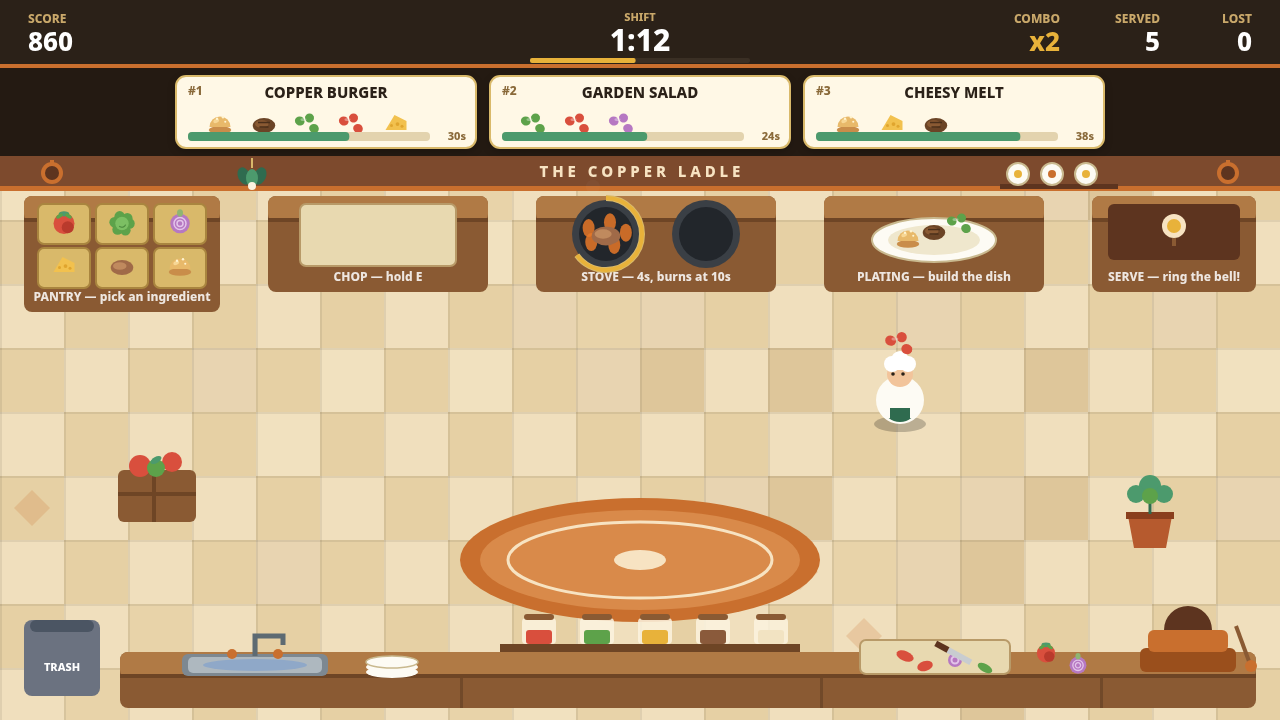 SCORE
860
SHIFT
1:12
COMBO
x2
SERVED
5
LOST
0
#1
COPPER BURGER
30s
#2
GARDEN SALAD
24s
#3
CHEESY MELT
38s
THE COPPER LADLE
PANTRY — pick an ingredient
CHOP — hold E
STOVE — 4s, burns at 10s
PLATING — build the dish
SERVE — ring the bell!
TRASH